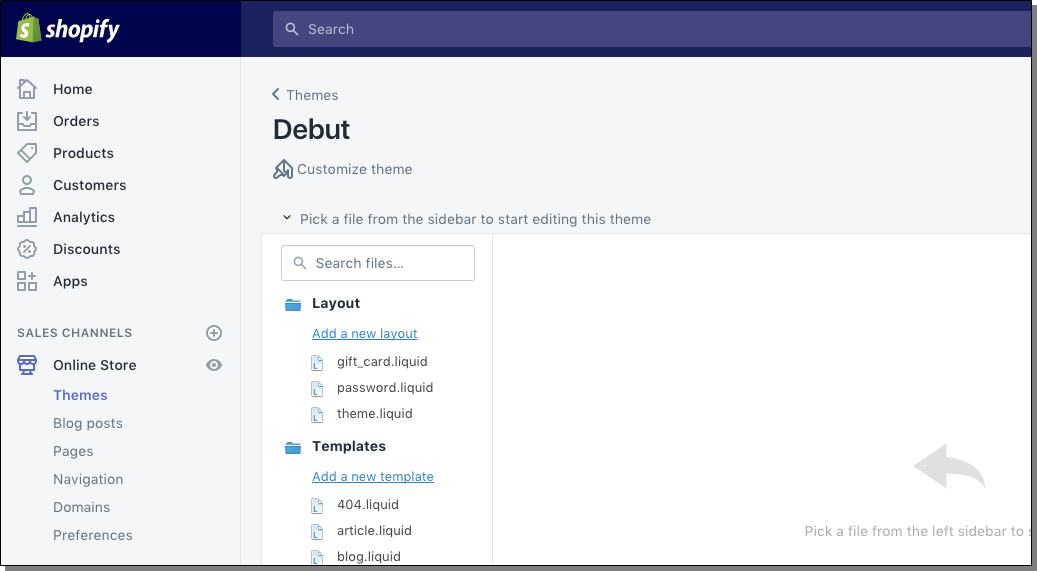 shopify
Search
Home
Orders
Products
Customers
Analytics
Discounts
Apps
SALES CHANNELS
Online Store
Themes
Blog posts
Pages
Navigation
Domains
Preferences
Themes
Debut
Customize theme
Pick a file from the sidebar to start editing this theme
Search files...
Layout
Add a new layout
gift_card.liquid
password.liquid
theme.liquid
Templates
Add a new template
404.liquid
article.liquid
blog.liquid
Pick a file from the left sidebar to